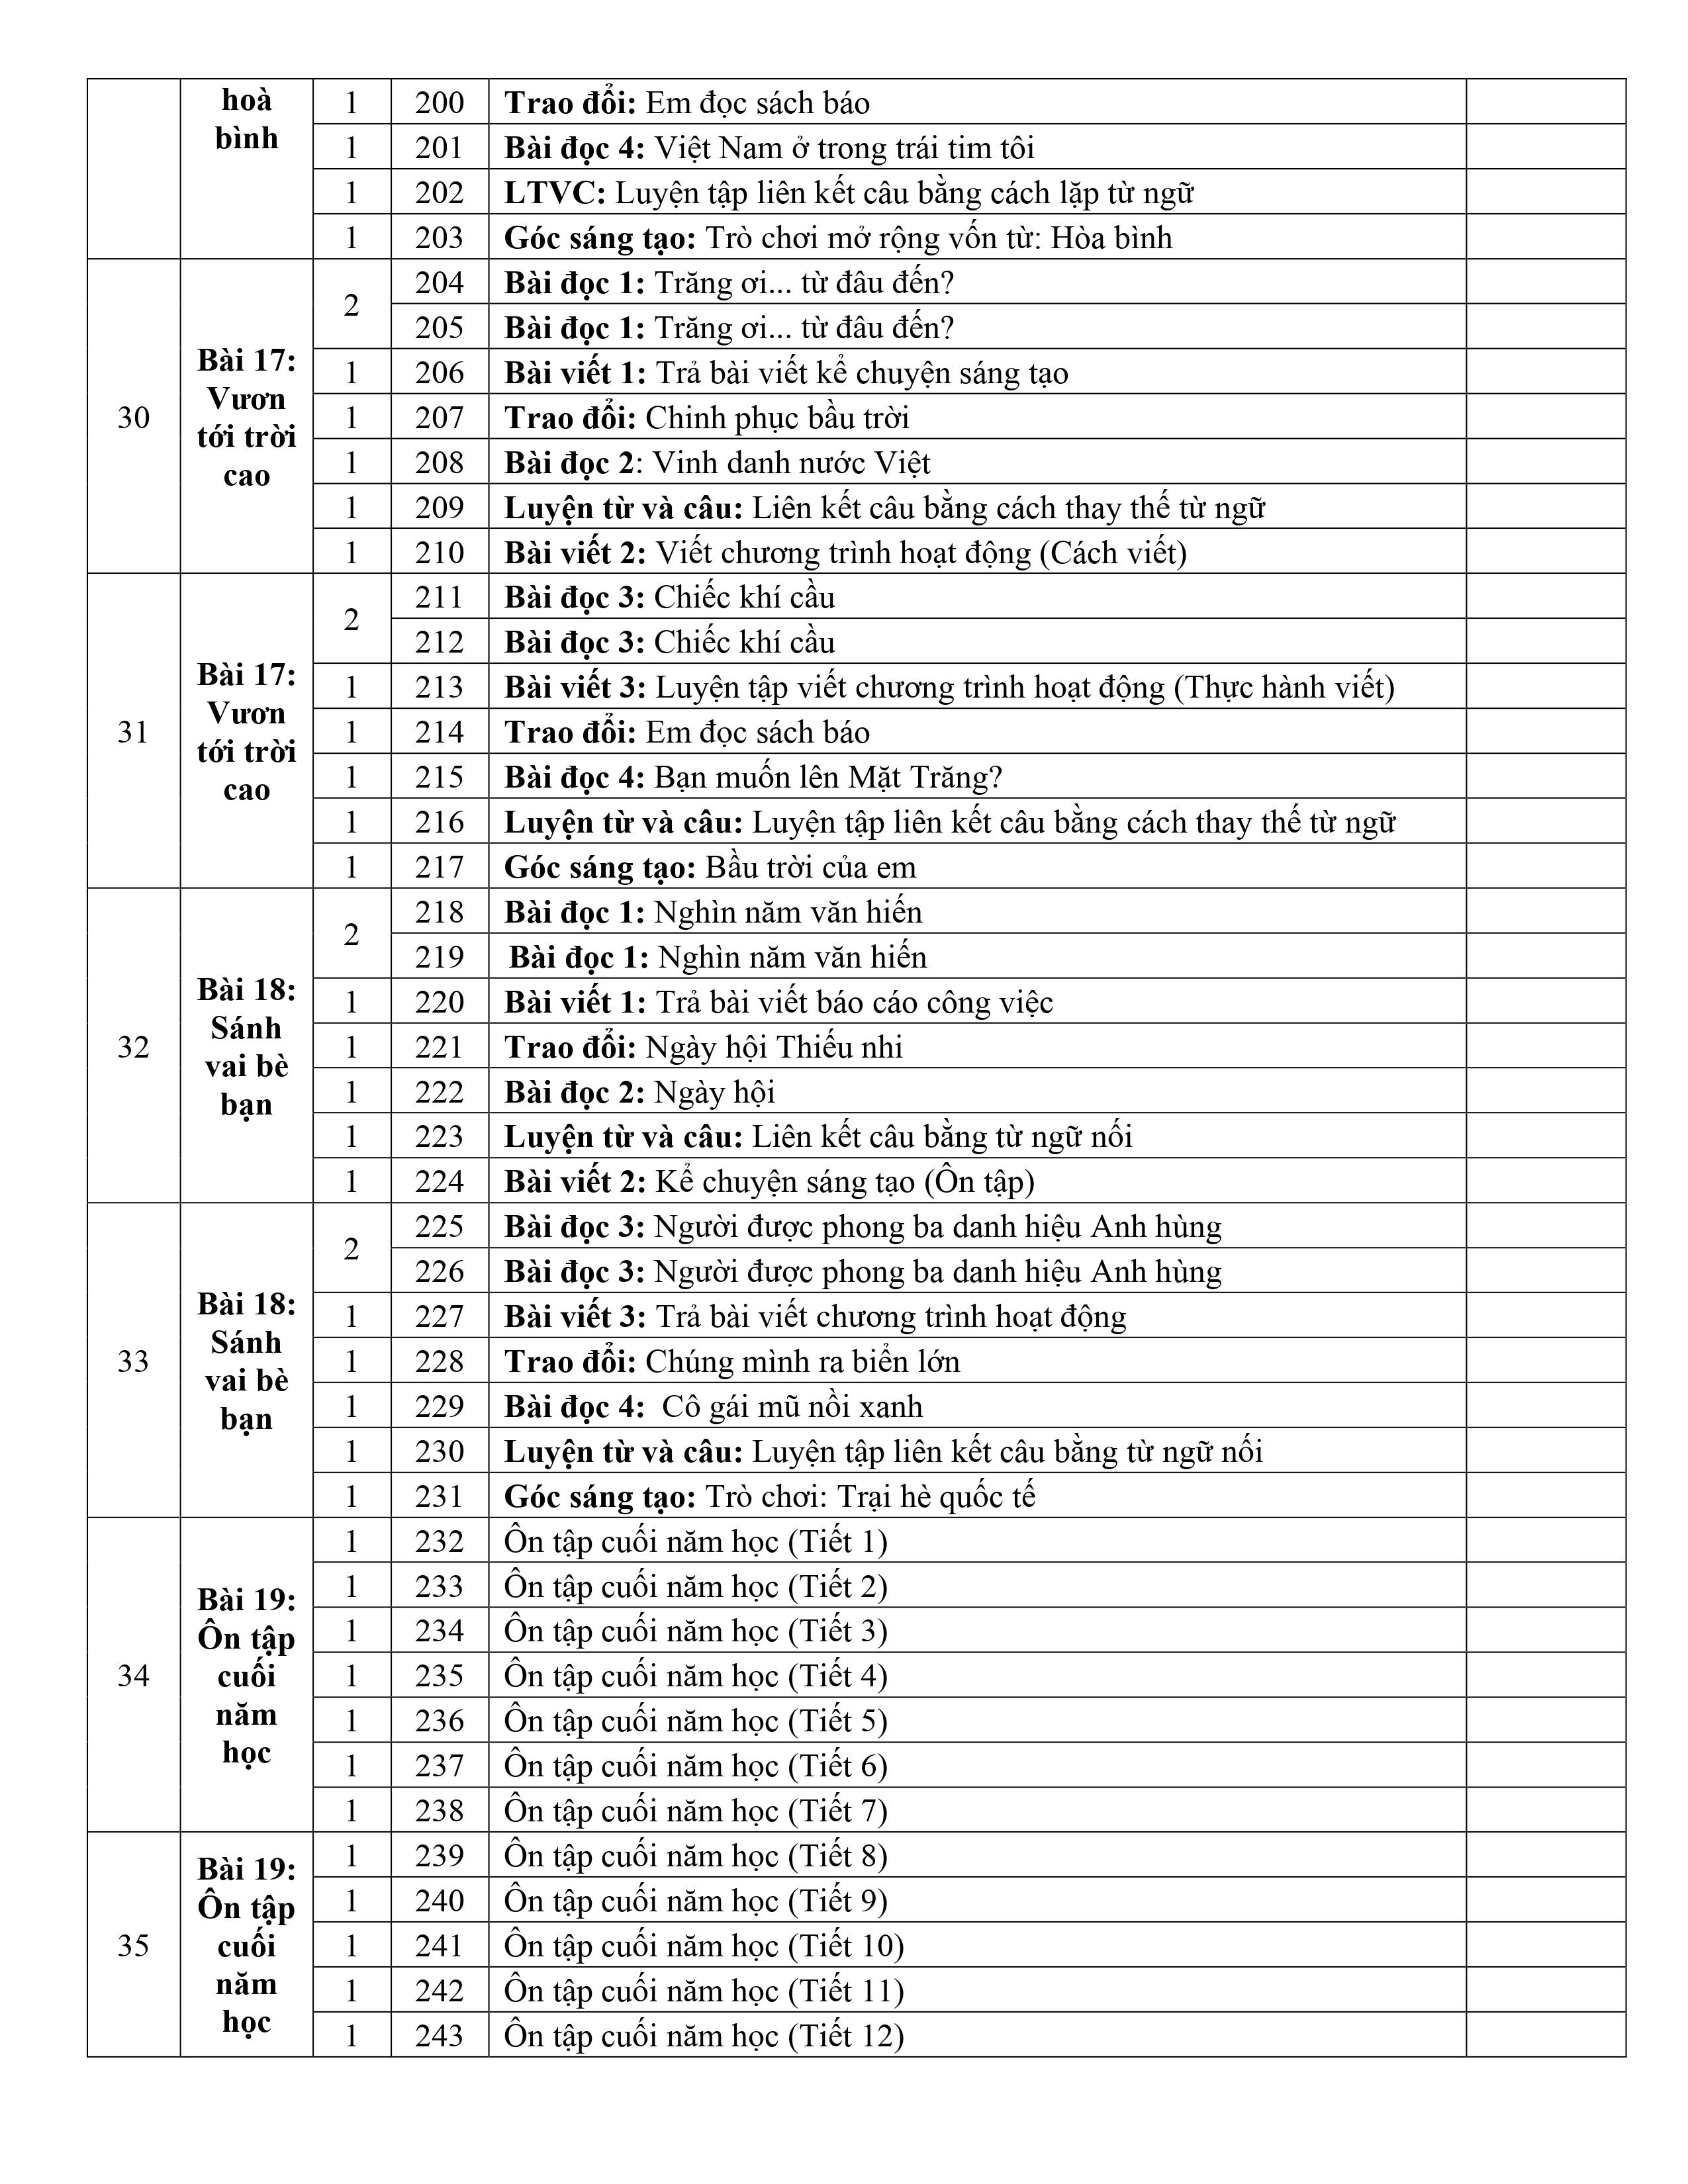 hoà
bình
1 200 Trao đổi: Em đọc sách báo
1 201 Bài đọc 4: Việt Nam ở trong trái tim tôi
1 202 LTVC: Luyện tập liên kết câu bằng cách lặp từ ngữ
1 203 Góc sáng tạo: Trò chơi mở rộng vốn từ: Hòa bình
30
Bài 17:
Vươn
tới trời
cao
2 204 Bài đọc 1: Trăng ơi... từ đâu đến?
205 Bài đọc 1: Trăng ơi... từ đâu đến?
1 206 Bài viết 1: Trả bài viết kể chuyện sáng tạo
1 207 Trao đổi: Chinh phục bầu trời
1 208 Bài đọc 2: Vinh danh nước Việt
1 209 Luyện từ và câu: Liên kết câu bằng cách thay thế từ ngữ
1 210 Bài viết 2: Viết chương trình hoạt động (Cách viết)
31
Bài 17:
Vươn
tới trời
cao
2 211 Bài đọc 3: Chiếc khí cầu
212 Bài đọc 3: Chiếc khí cầu
1 213 Bài viết 3: Luyện tập viết chương trình hoạt động (Thực hành viết)
1 214 Trao đổi: Em đọc sách báo
1 215 Bài đọc 4: Bạn muốn lên Mặt Trăng?
1 216 Luyện từ và câu: Luyện tập liên kết câu bằng cách thay thế từ ngữ
1 217 Góc sáng tạo: Bầu trời của em
32
Bài 18:
Sánh
vai bè
bạn
2 218 Bài đọc 1: Nghìn năm văn hiến
219 Bài đọc 1: Nghìn năm văn hiến
1 220 Bài viết 1: Trả bài viết báo cáo công việc
1 221 Trao đổi: Ngày hội Thiếu nhi
1 222 Bài đọc 2: Ngày hội
1 223 Luyện từ và câu: Liên kết câu bằng từ ngữ nối
1 224 Bài viết 2: Kể chuyện sáng tạo (Ôn tập)
33
Bài 18:
Sánh
vai bè
bạn
2 225 Bài đọc 3: Người được phong ba danh hiệu Anh hùng
226 Bài đọc 3: Người được phong ba danh hiệu Anh hùng
1 227 Bài viết 3: Trả bài viết chương trình hoạt động
1 228 Trao đổi: Chúng mình ra biển lớn
1 229 Bài đọc 4: Cô gái mũ nồi xanh
1 230 Luyện từ và câu: Luyện tập liên kết câu bằng từ ngữ nối
1 231 Góc sáng tạo: Trò chơi: Trại hè quốc tế
34
Bài 19:
Ôn tập
cuối
năm
học
1 232 Ôn tập cuối năm học (Tiết 1)
1 233 Ôn tập cuối năm học (Tiết 2)
1 234 Ôn tập cuối năm học (Tiết 3)
1 235 Ôn tập cuối năm học (Tiết 4)
1 236 Ôn tập cuối năm học (Tiết 5)
1 237 Ôn tập cuối năm học (Tiết 6)
1 238 Ôn tập cuối năm học (Tiết 7)
35
Bài 19:
Ôn tập
cuối
năm
học
1 239 Ôn tập cuối năm học (Tiết 8)
1 240 Ôn tập cuối năm học (Tiết 9)
1 241 Ôn tập cuối năm học (Tiết 10)
1 242 Ôn tập cuối năm học (Tiết 11)
1 243 Ôn tập cuối năm học (Tiết 12)